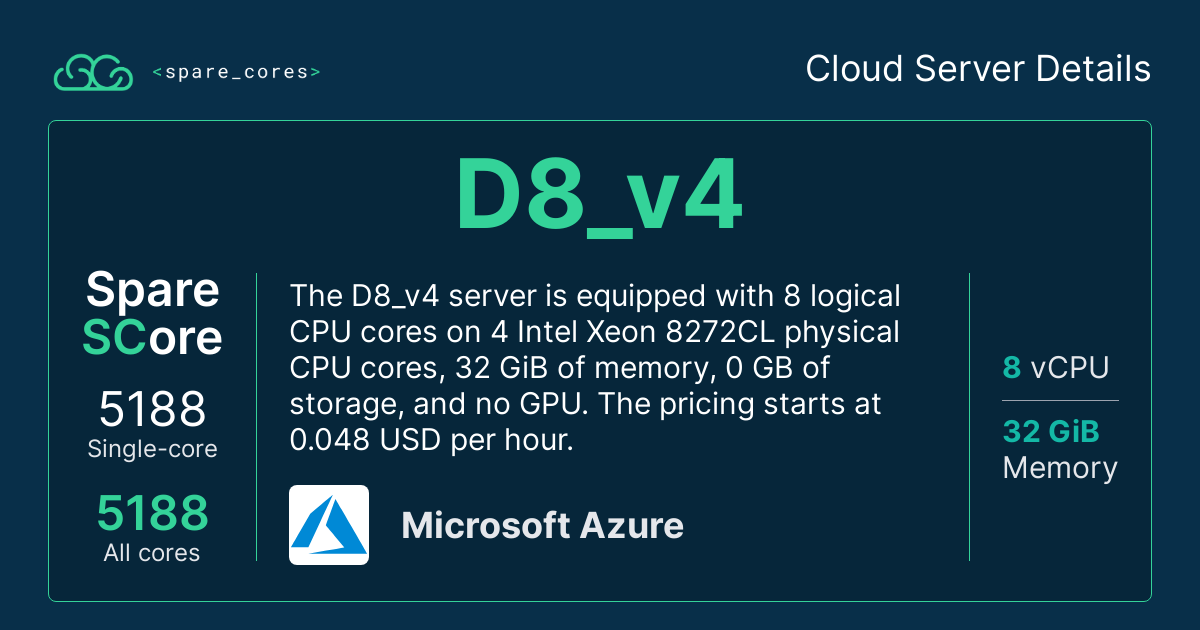 <spare_cores>
Cloud Server Details
D8_v4
Spare
SCore
5188
Single-core
5188
All cores
The D8_v4 server is equipped with 8 logical
CPU cores on 4 Intel Xeon 8272CL physical
CPU cores, 32 GiB of memory, 0 GB of
storage, and no GPU. The pricing starts at
0.048 USD per hour.
Microsoft Azure
8 vCPU
32 GiB
Memory